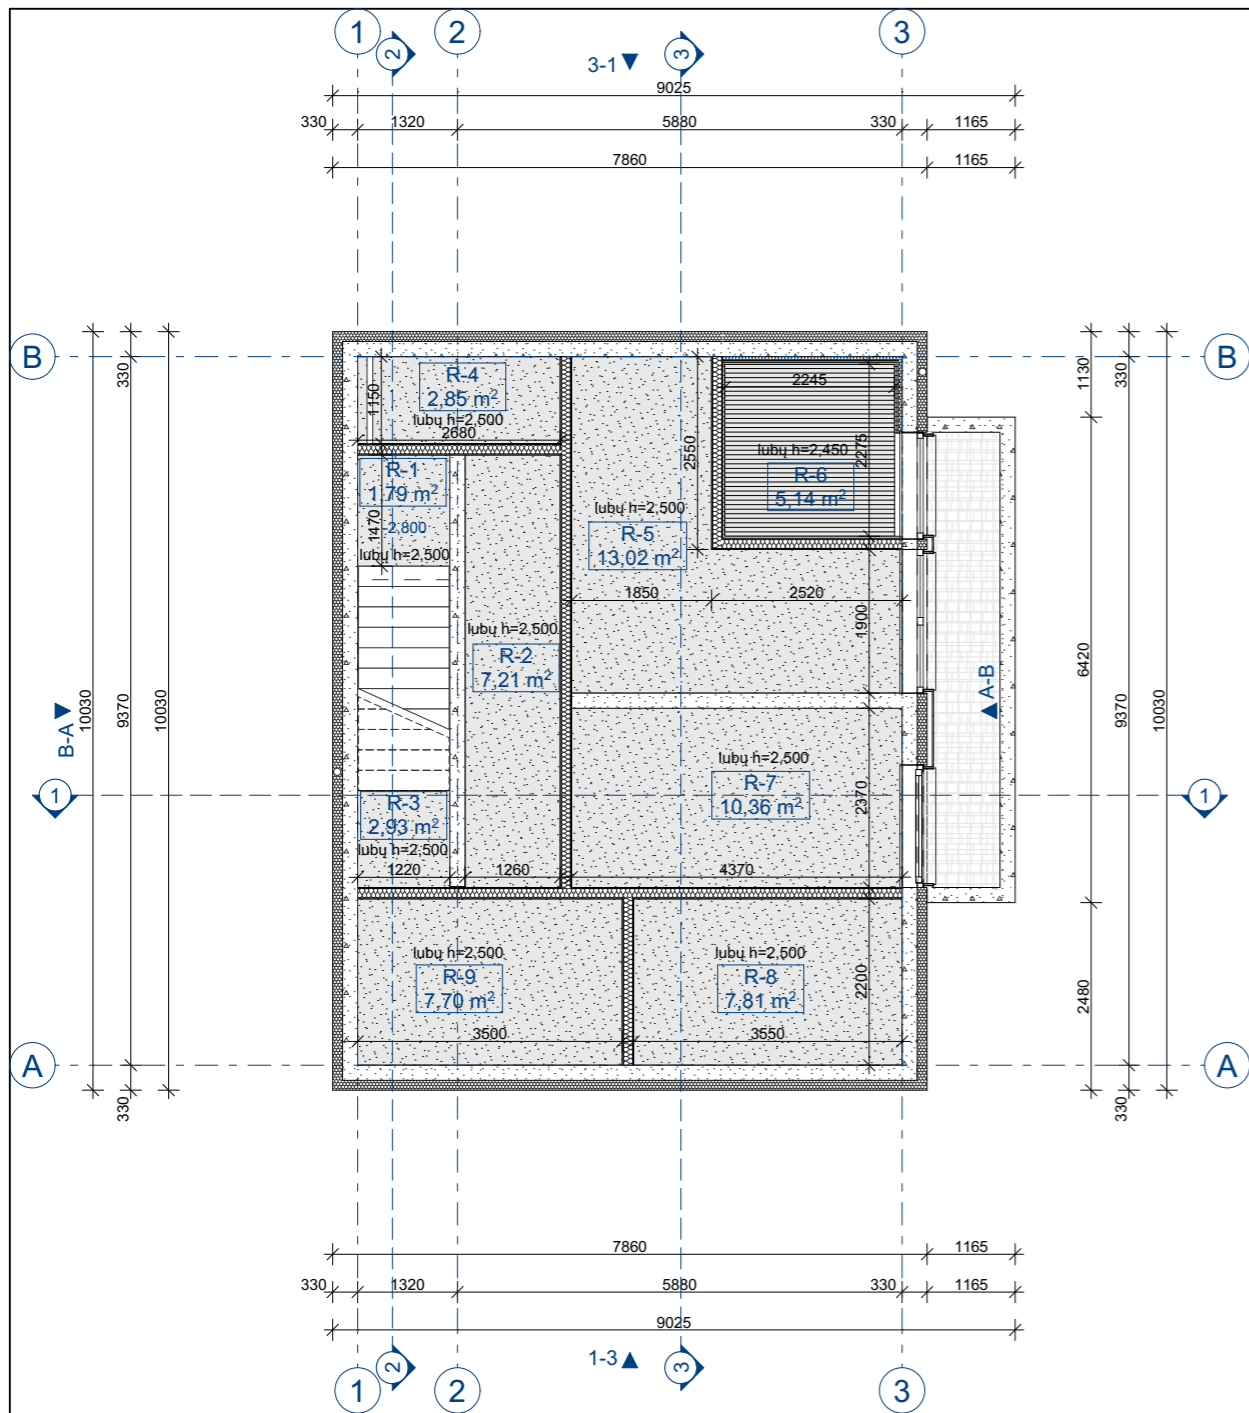 1
2
3
2
3-1
3
9025
330
1320
5880
330
1165
7860
1165
B
B
330
1130
330
R-4
2,85 m²
lubų h=2,500
2680
1150
2245
2275
2550
lubų h=2,450
R-6
5,14 m²
R-1
1,79 m²
-2,800
1470
lubų h=2,500
lubų h=2,500
R-5
13,02 m²
1850
2520
1900
lubų h=2,500
R-2
7,21 m²
B-A
10030
9370
10030
A-B
6420
9370
10030
1
1
lubų h=2,500
R-7
10,36 m²
2370
R-3
2,93 m²
lubų h=2,500
1220
1260
4370
lubų h=2,500
R-9
7,70 m²
3500
lubų h=2,500
R-8
7,81 m²
3550
2200
2480
A
A
330
330
7860
1165
330
1320
5880
330
1165
9025
2
1-3
3
1
2
3